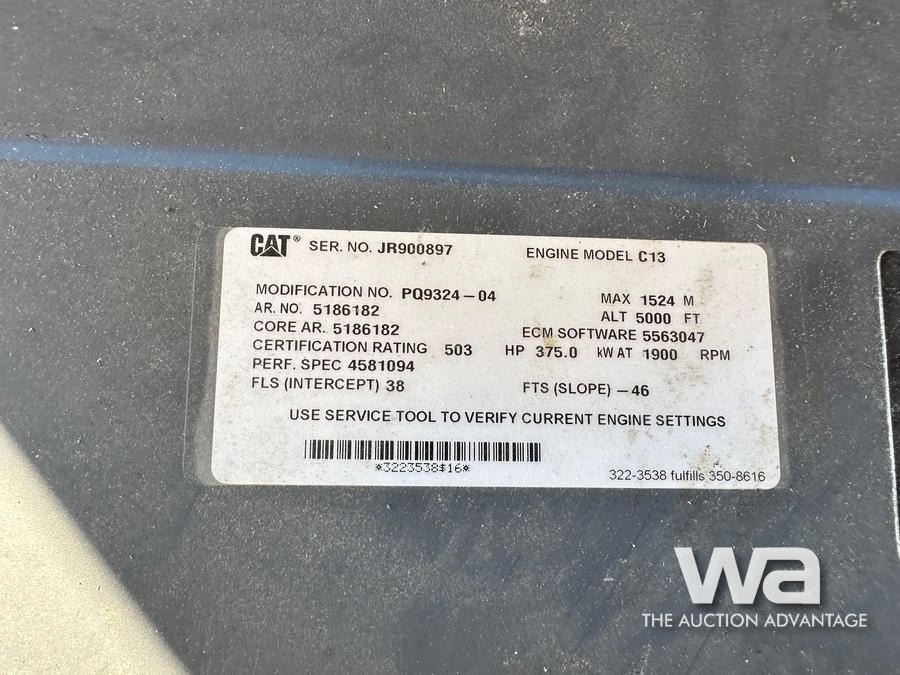 CAT® SER. NO. JR900897 ENGINE MODEL C13
MODIFICATION NO. PQ9324-04 MAX 1524 M
AR. NO. 5186182 ALT 5000 FT
CORE AR. 5186182 ECM SOFTWARE 5563047
CERTIFICATION RATING 503 HP 375.0 kW AT 1900 RPM
PERF. SPEC 4581094
FLS (INTERCEPT) 38 FTS (SLOPE) -46
USE SERVICE TOOL TO VERIFY CURRENT ENGINE SETTINGS
*3223538$16*
322-3538 fulfills 350-8616
wa
THE AUCTION ADVANTAGE